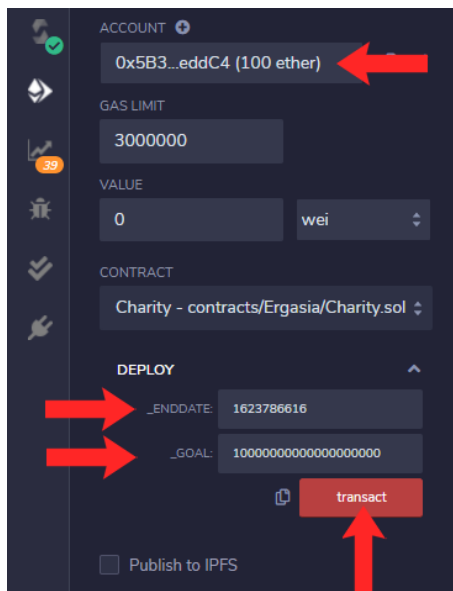 ACCOUNT
0x5B3...eddC4 (100 ether)
GAS LIMIT
3000000
39
VALUE
0 wei
CONTRACT
Charity - contracts/Ergasia/Charity.sol
DEPLOY
_ENDDATE: 1623786616
_GOAL: 10000000000000000000
transact
Publish to IPFS